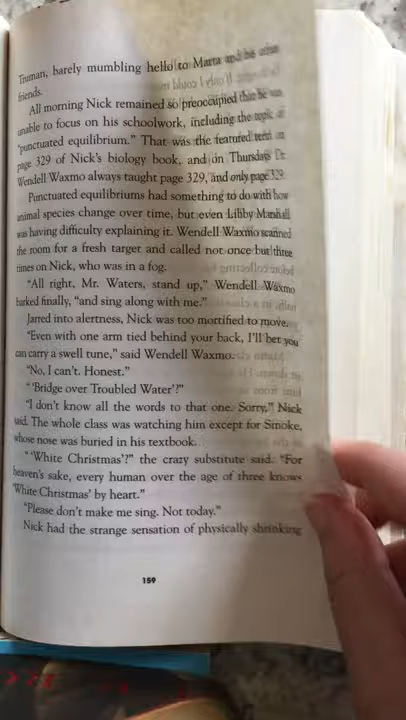 Truman, barely mumbling hello to Marta and his other
friends.
All morning Nick remained so preoccupied that he was
unable to focus on his schoolwork, including the topic of
"punctuated equilibrium." That was the featured text on
page 329 of Nick's biology book, and on Thursdays Dr.
Wendell Waxmo always taught page 329, and only page 329.
Punctuated equilibriums had something to do with how
animal species change over time, but even Libby Marshall
was having difficulty explaining it. Wendell Waxmo scanned
the room for a fresh target and called not once but three
times on Nick, who was in a fog.
"All right, Mr. Waters, stand up," Wendell Waxmo
barked finally, "and sing along with me."
Jarred into alertness, Nick was too mortified to move.
"Even with one arm tied behind your back, I'll bet you
can carry a swell tune," said Wendell Waxmo.
"No, I can't. Honest."
"'Bridge over Troubled Water'?"
"I don't know all the words to that one. Sorry," Nick
said. The whole class was watching him except for Smoke,
whose nose was buried in his textbook.
"'White Christmas'?" the crazy substitute said. "For
heaven's sake, every human over the age of three knows
'White Christmas' by heart."
"Please don't make me sing. Not today."
Nick had the strange sensation of physically shrinking
159